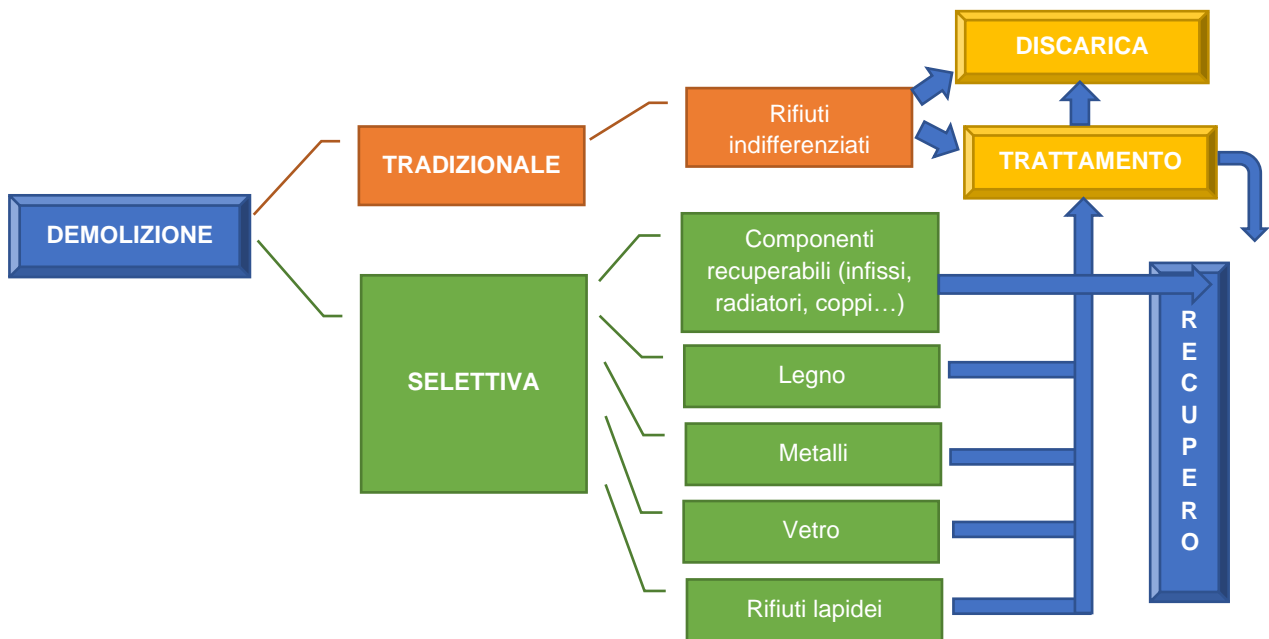 DISCARICA
Rifiuti
indifferenziati
TRADIZIONALE
TRATTAMENTO
DEMOLIZIONE
Componenti
recuperabili (infissi,
radiatori, coppi…)
SELETTIVA
Legno
Metalli
Vetro
Rifiuti lapidei
R
E
C
U
P
E
R
O